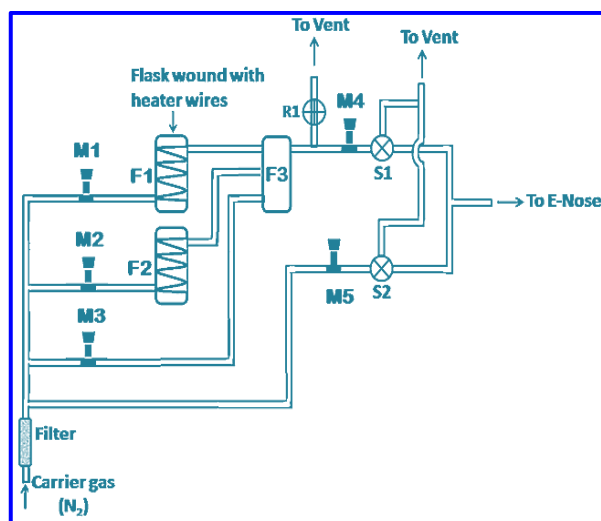 To Vent
To Vent
Flask wound with
heater wires
R1
M4
M1
F1
F3
S1
To E-Nose
M2
F2
M5
S2
M3
Filter
Carrier gas
(N₂)